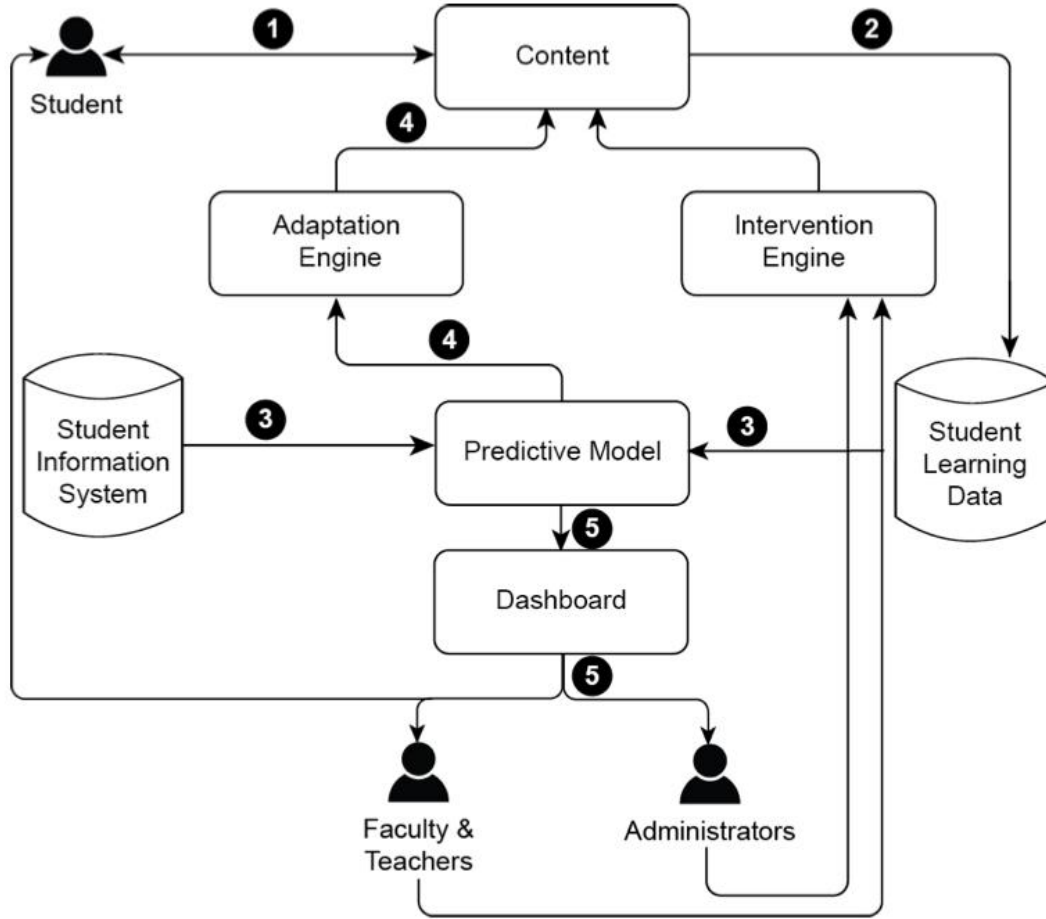 1
2
Content
Student
4
Adaptation
Engine
Intervention
Engine
4
Student
Information
System
3
Predictive Model
3
Student
Learning
Data
5
Dashboard
5
Faculty &
Teachers
Administrators